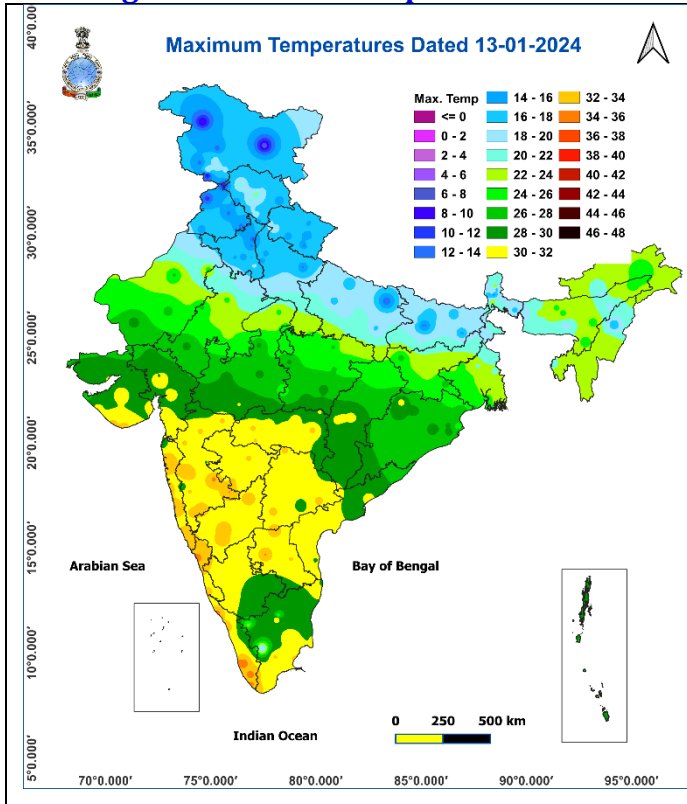 Maximum Temperatures Dated 13-01-2024
Max. Temp
<= 0
0 - 2
2 - 4
4 - 6
6 - 8
8 - 10
10 - 12
12 - 14
14 - 16
16 - 18
18 - 20
20 - 22
22 - 24
24 - 26
26 - 28
28 - 30
30 - 32
32 - 34
34 - 36
36 - 38
38 - 40
40 - 42
42 - 44
44 - 46
46 - 48
40°0.000'
35°0.000'
30°0.000'
25°0.000'
20°0.000'
15°0.000'
10°0.000'
5°0.000'
Arabian Sea
Bay of Bengal
Indian Ocean
0 250 500 km
70°0.000' 75°0.000' 80°0.000' 85°0.000' 90°0.000' 95°0.000'